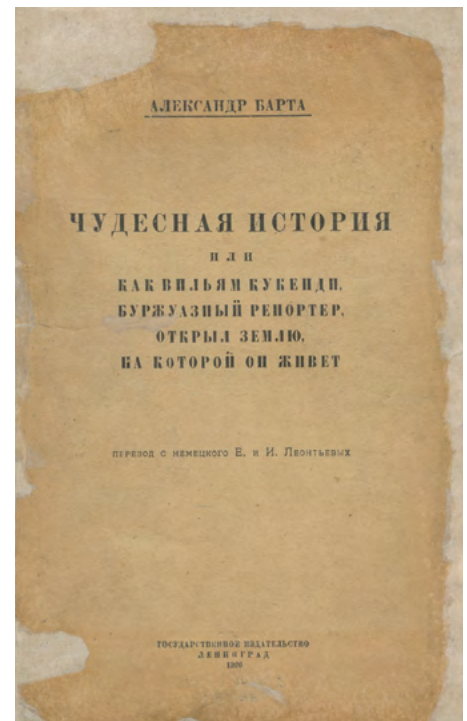 АЛЕКСАНДР БАРТА
ЧУДЕСНАЯ ИСТОРИЯ
ИЛИ
КАК ВИЛЬЯМ КУКЕНДИ,
БУРЖУАЗНЫЙ РЕПОРТЕР,
ОТКРЫЛ ЗЕМЛЮ,
НА КОТОРОЙ ОН ЖИВЕТ
ПЕРЕВОД С НЕМЕЦКОГО Е. и И. ЛЕОНТЬЕВЫХ
ГОСУДАРСТВЕННОЕ ИЗДАТЕЛЬСТВО
ЛЕНИНГРАД